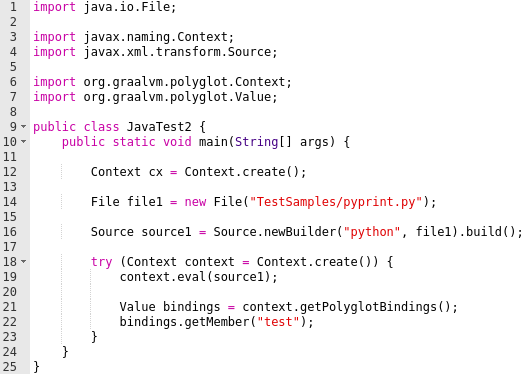 1 import java.io.File;
2
3 import javax.naming.Context;
4 import javax.xml.transform.Source;
5
6 import org.graalvm.polyglot.Context;
7 import org.graalvm.polyglot.Value;
8
9 public class JavaTest2 {
10     public static void main(String[] args) {
11
12         Context cx = Context.create();
13
14         File file1 = new File("TestSamples/pyprint.py");
15
16         Source source1 = Source.newBuilder("python", file1).build();
17
18         try (Context context = Context.create()) {
19             context.eval(source1);
20
21             Value bindings = context.getPolyglotBindings();
22             bindings.getMember("test");
23         }
24     }
25 }